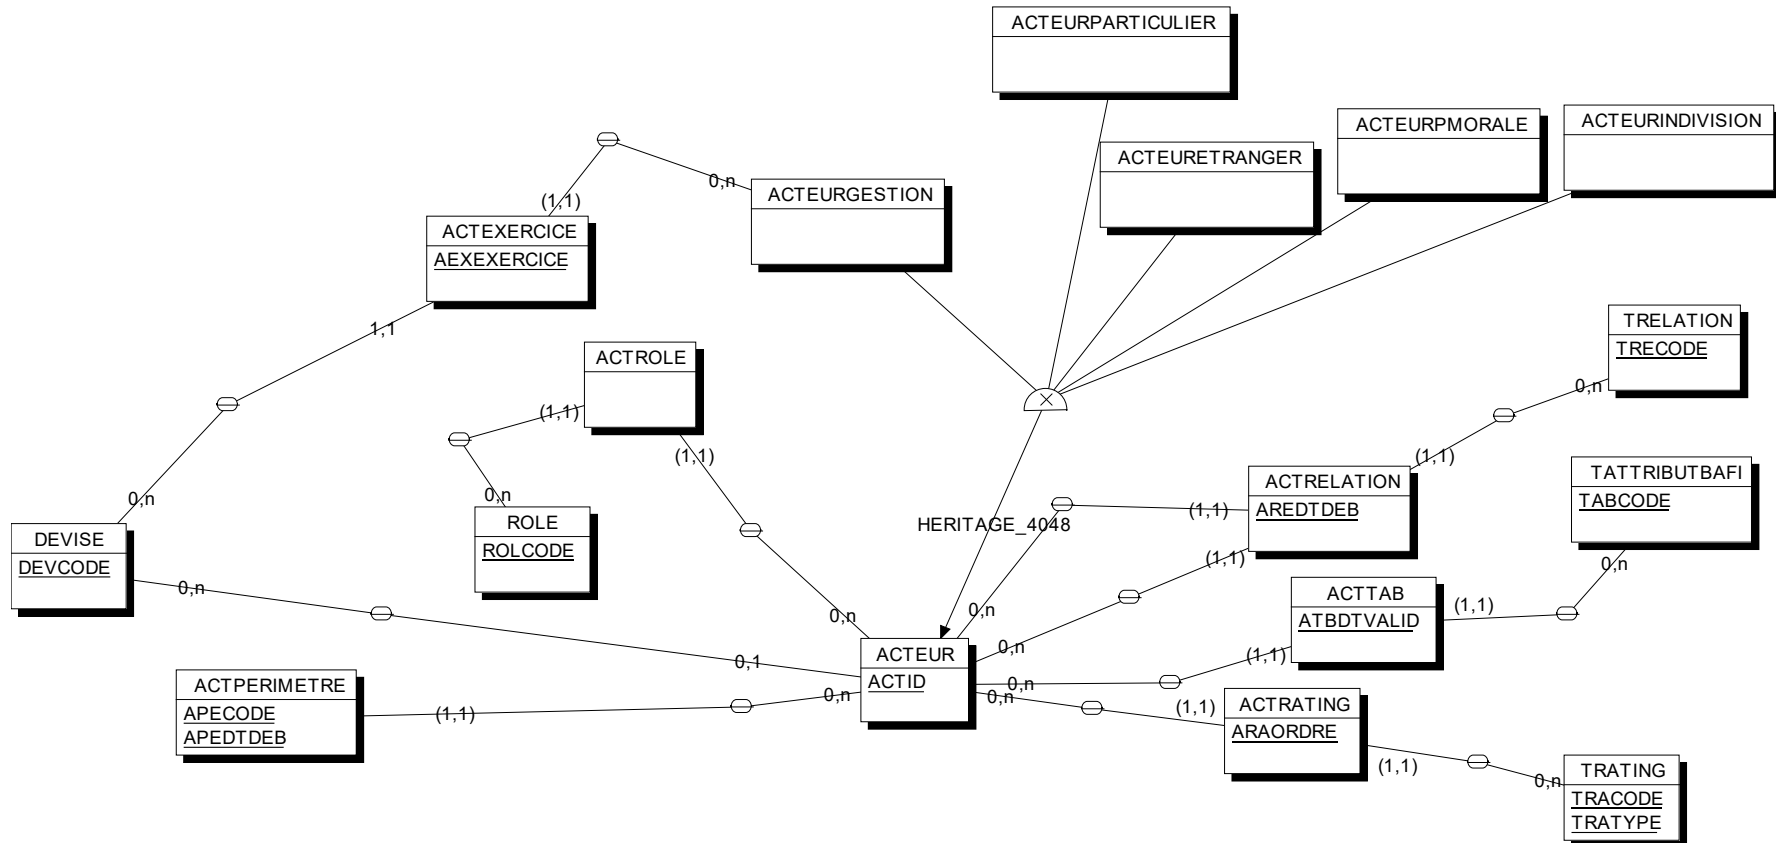 ACTEURPARTICULIER
ACTEURPMORALE
ACTEURINDIVISION
ACTEURETRANGER
0,n
ACTEURGESTION
(1,1)
ACTEXERCICE
AEXEXERCICE
1,1
TRELATION
TRECODE
ACTROLE
0,n
(1,1)
(1,1)
(1,1)
0,n
0,n
ROLE
ROLCODE
ACTRELATION
AREDTDEB
TATTRIBUTBAFI
TABCODE
(1,1)
HERITAGE_4048
DEVISE
DEVCODE
(1,1)
0,n
0,n
ACTTAB
ATBDTVALID
(1,1)
0,n
0,n
0,n
(1,1)
ACTEUR
ACTID
0,1
ACTPERIMETRE
APECODE
APEDTDEB
0,n
0,n
0,n
ACTRATING
ARAORDRE
(1,1)
(1,1)
(1,1)
0,n
TRATING
TRACODE
TRATYPE